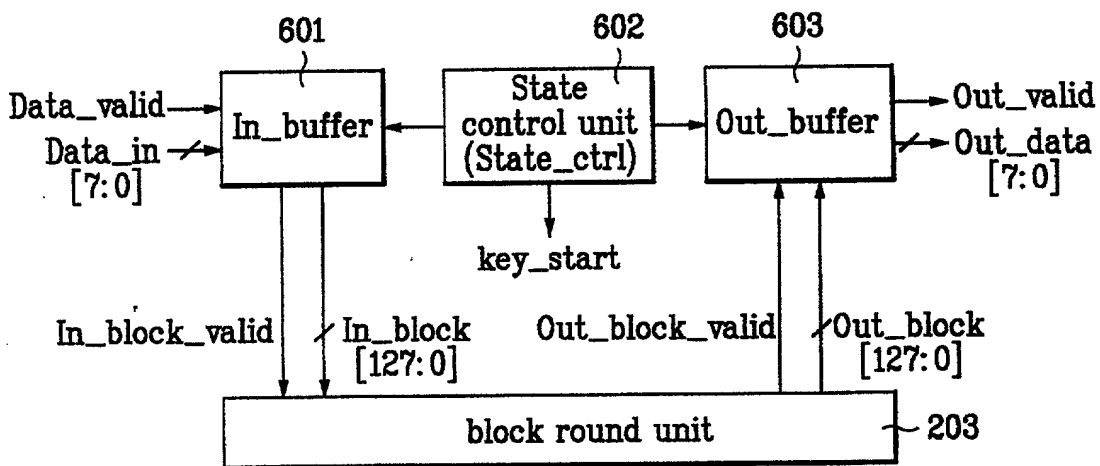 601
602
603
Data_valid
Data_in
[7:0]
In_buffer
State
control unit
(State_ctrl)
Out_buffer
Out_valid
Out_data
[7:0]
key_start
In_block_valid
In_block
[127:0]
Out_block_valid
Out_block
[127:0]
block round unit
203